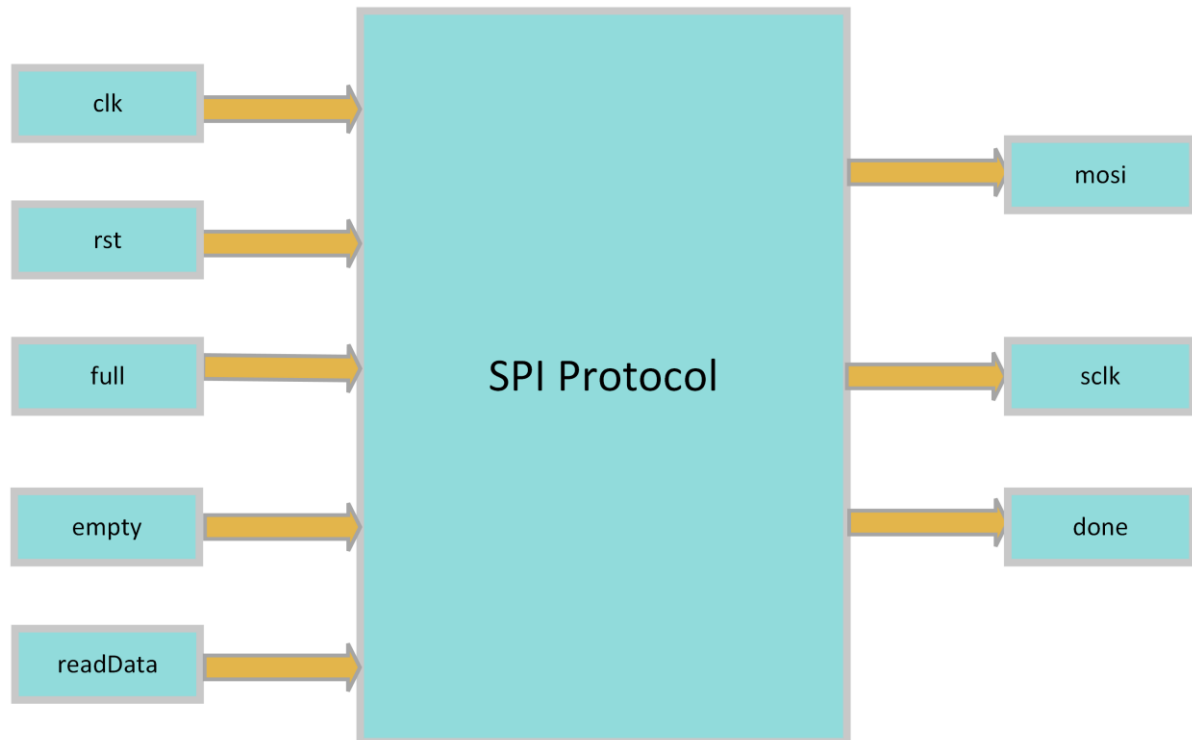 clk
rst
full
empty
readData
SPI Protocol
mosi
sclk
done